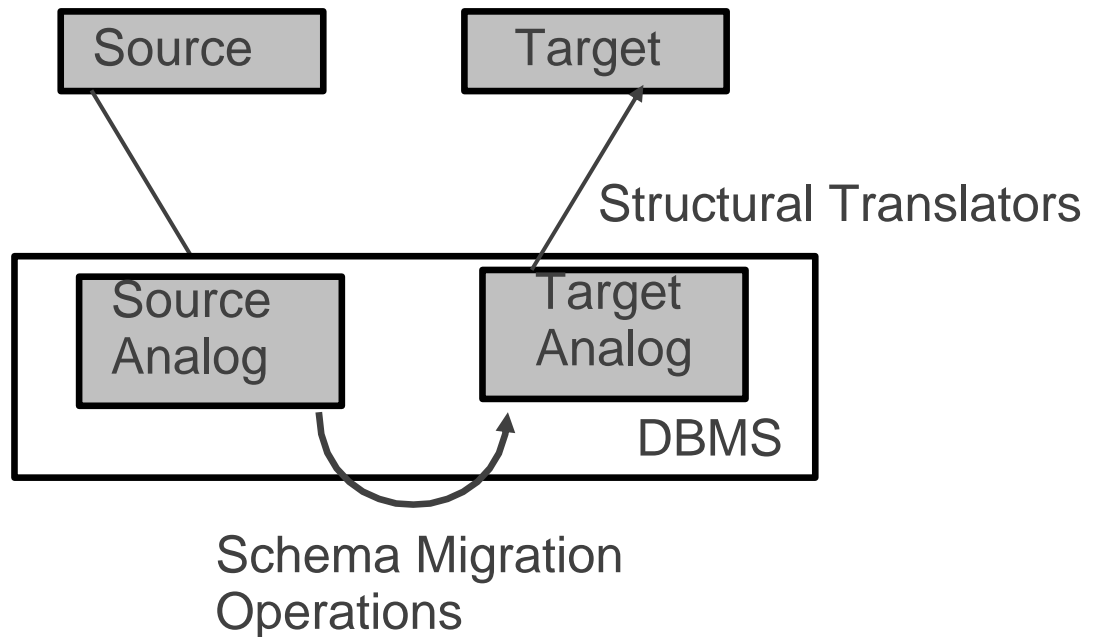 Source
Target
Structural Translators
Source
Analog
Target
Analog
DBMS
Schema Migration
Operations